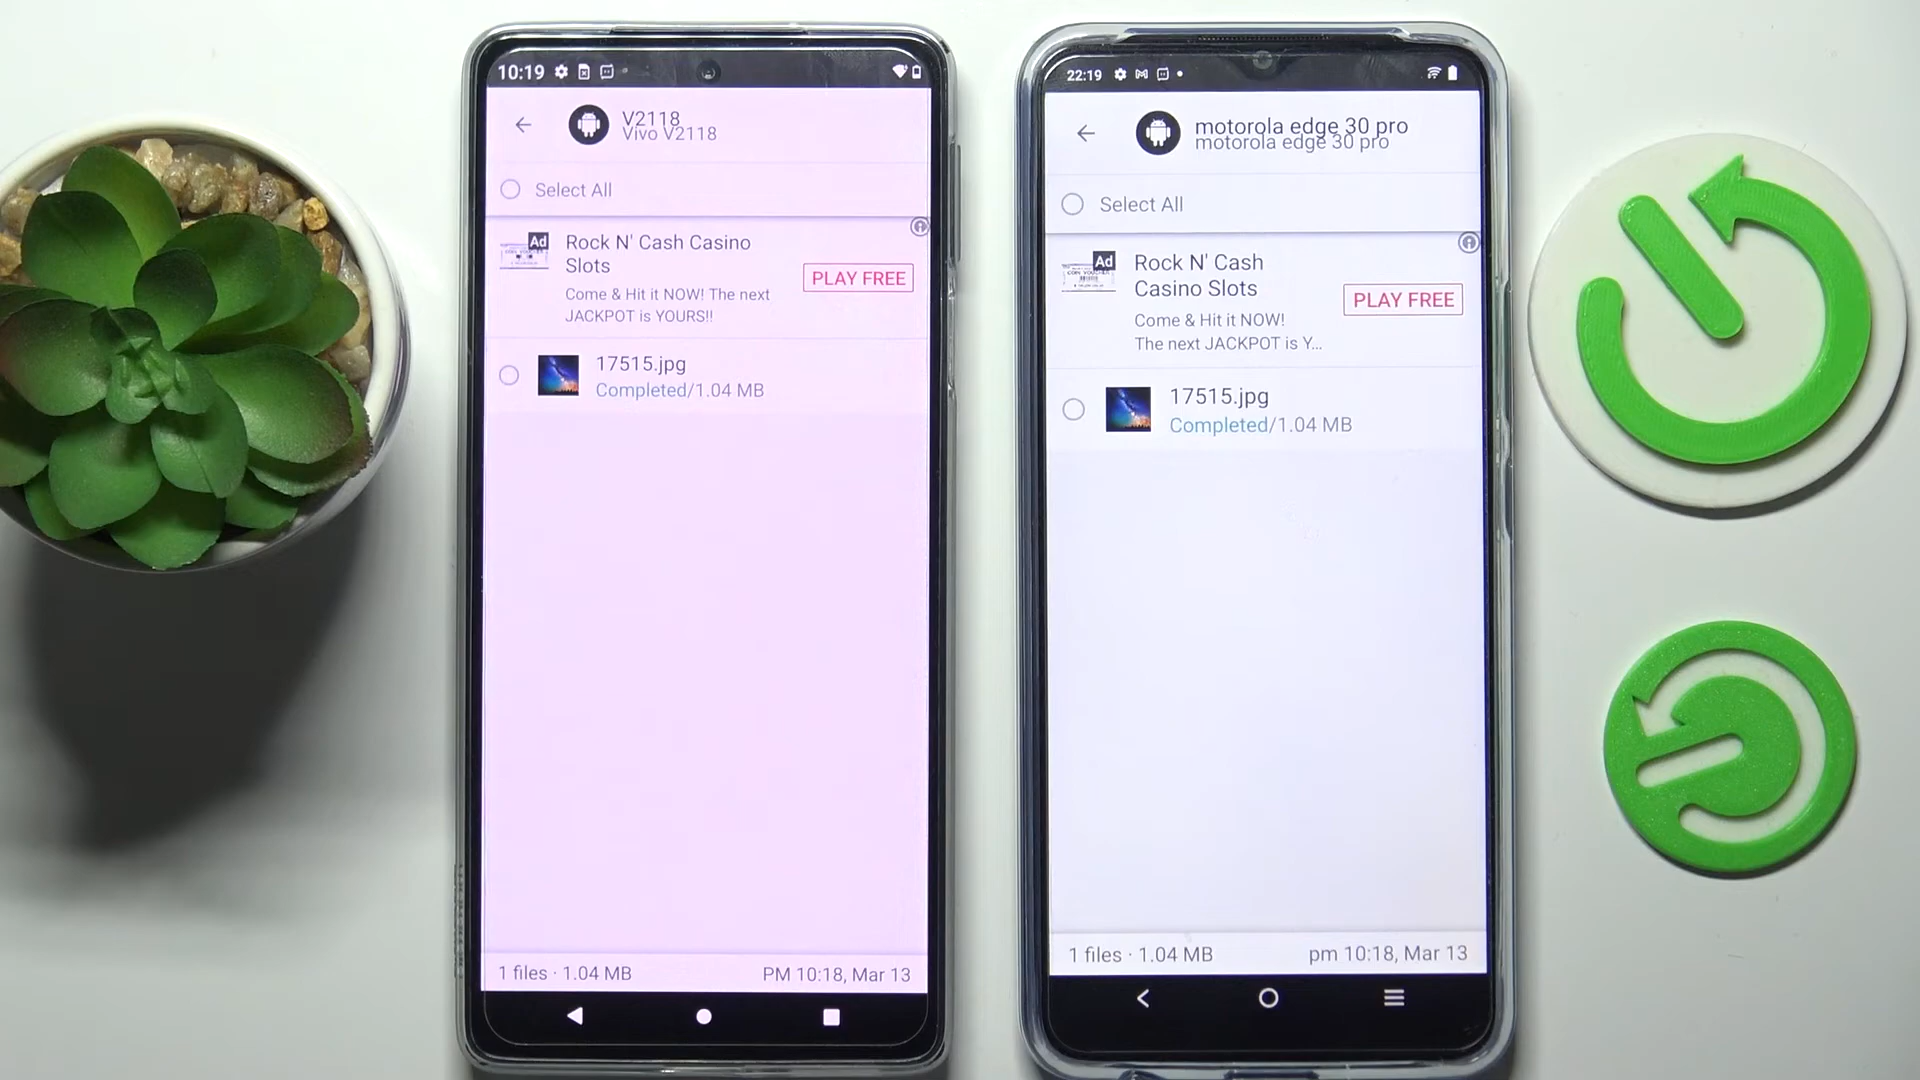 10:19
V2118
Vivo V2118
Select All
Ad
Rock N' Cash Casino
Slots
Come & Hit it NOW! The next
JACKPOT is YOURS!!
PLAY FREE
17515.jpg
Completed/1.04 MB
1 files · 1.04 MB
PM 10:18, Mar 13
22:19
motorola edge 30 pro
motorola edge 30 pro
Select All
Ad
Rock N' Cash
Casino Slots
Come & Hit it NOW!
The next JACKPOT is Y...
PLAY FREE
17515.jpg
Completed/1.04 MB
1 files · 1.04 MB
pm 10:18, Mar 13